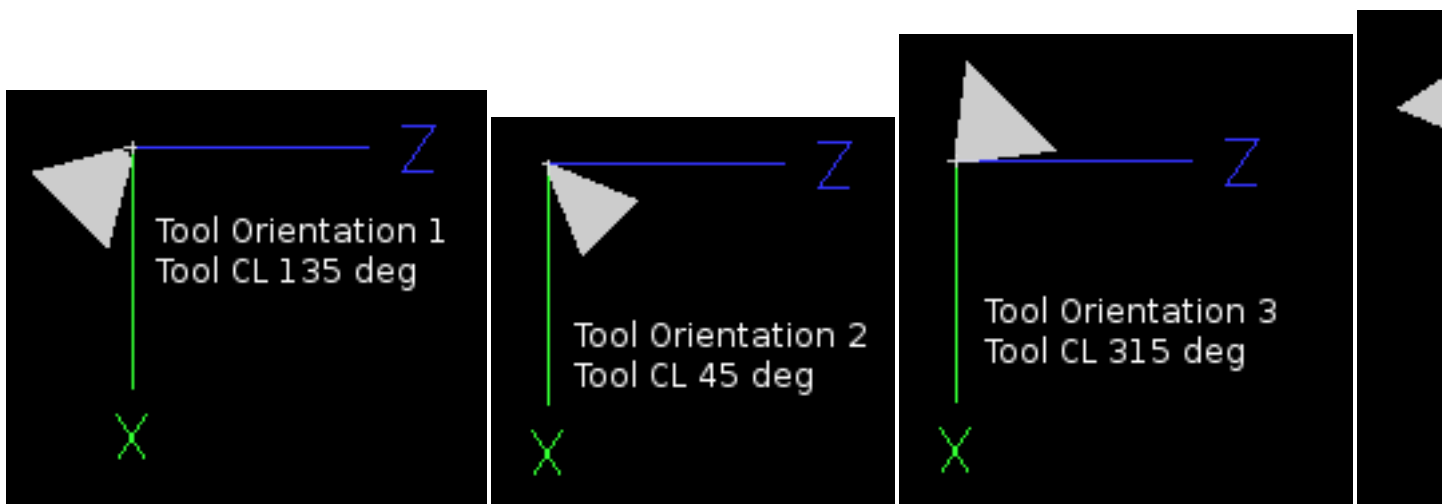 Z
Tool Orientation 1
Tool CL 135 deg
X
Z
Tool Orientation 2
Tool CL 45 deg
X
Z
Tool Orientation 3
Tool CL 315 deg
X